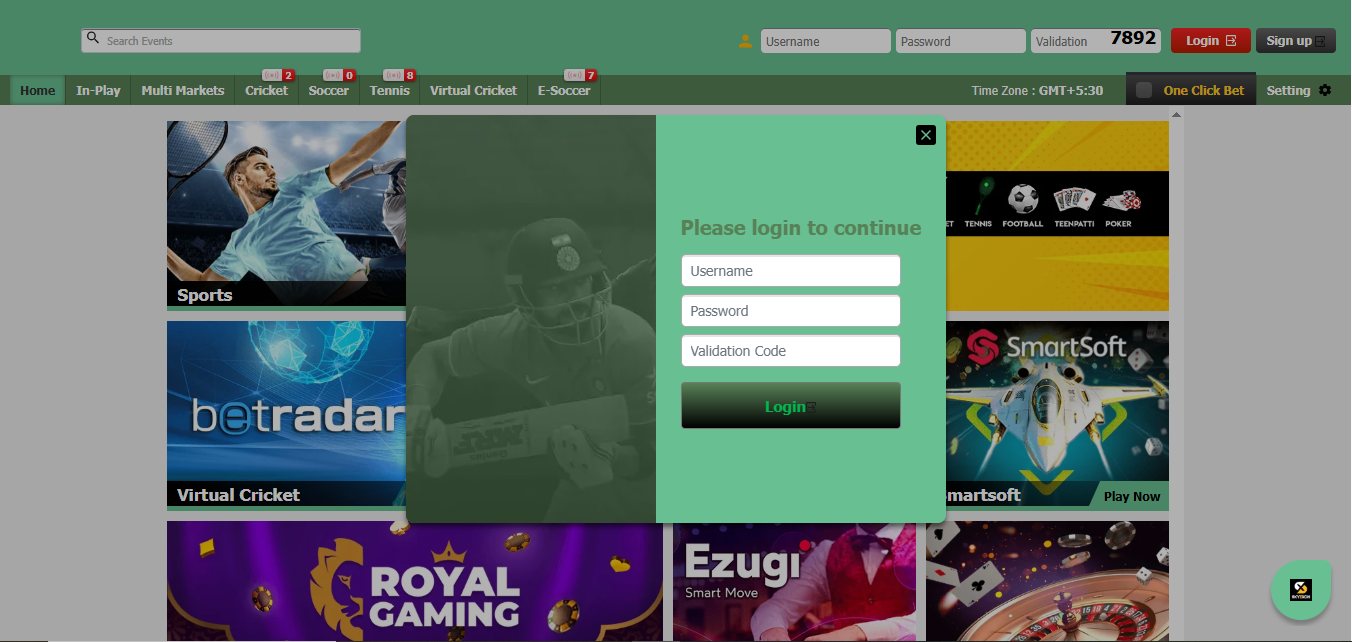 Search Events
Username
Password
Validation 7892
Login
Sign up
Home
In-Play
Multi Markets
Cricket 2
Soccer 0
Tennis 8
Virtual Cricket
E-Soccer 7
Time Zone : GMT+5:30
One Click Bet
Setting
Sports
Please login to continue
Username
Password
Validation Code
Login
ET
TENNIS
FOOTBALL
TEENPATTI
POKER
betradar
Virtual Cricket
SmartSoft
martsoft
Play Now
ROYAL
GAMING
Ezugi
Smart Move